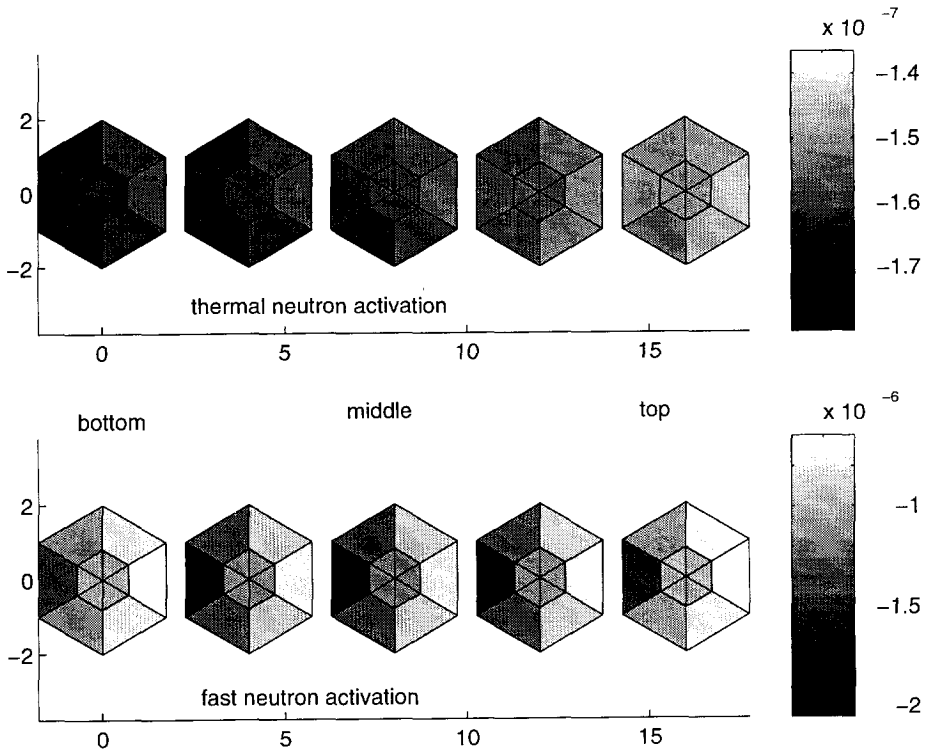 x 10 -7
-1.4
-1.5
-1.6
-1.7
2
0
-2
thermal neutron activation
0 5 10 15
bottom middle top
x 10 -6
-1
-1.5
-2
2
0
-2
fast neutron activation
0 5 10 15